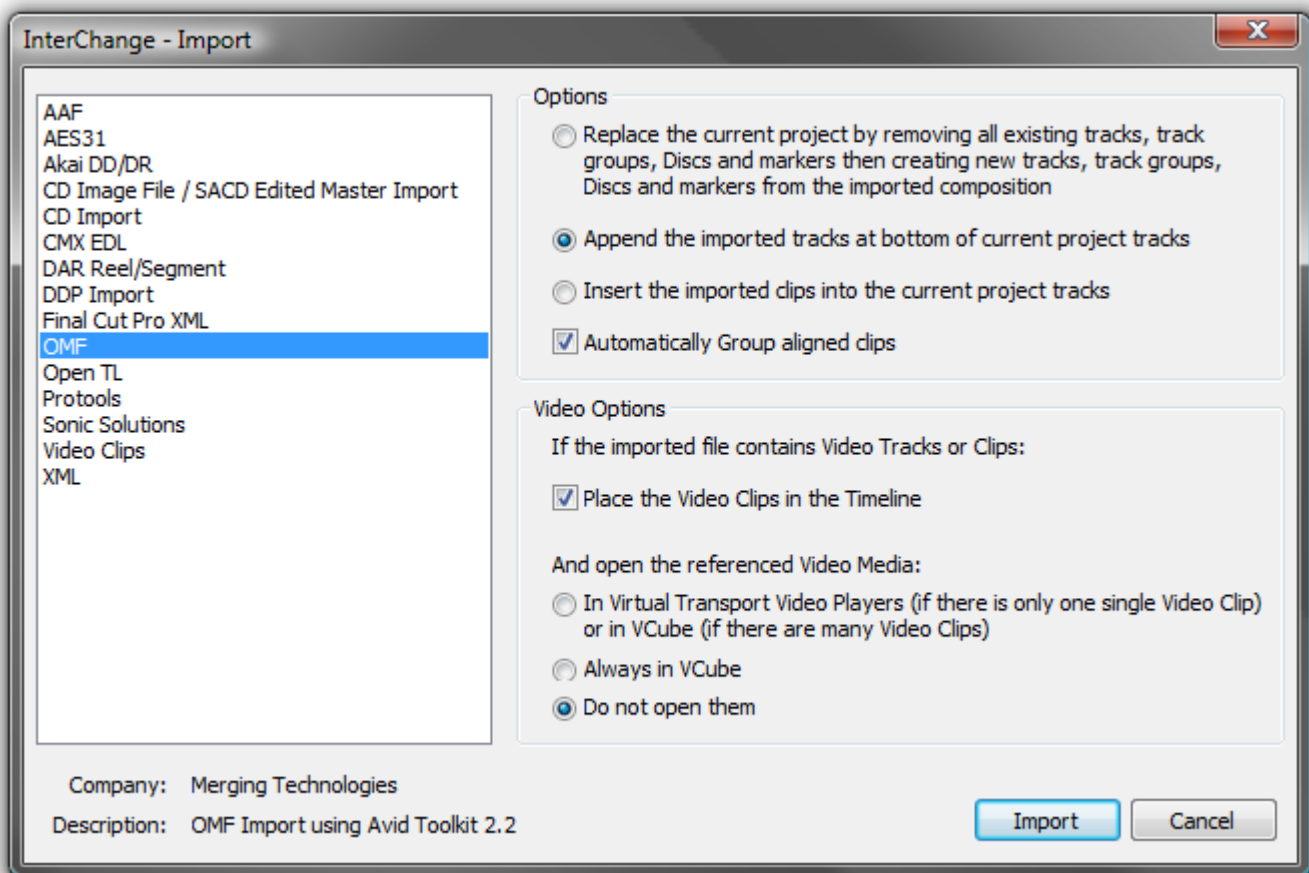 InterChange - Import
AAF
AES31
Akai DD/DR
CD Image File / SACD Edited Master Import
CD Import
CMX EDL
DAR Reel/Segment
DDP Import
Final Cut Pro XML
OMF
Open TL
Protools
Sonic Solutions
Video Clips
XML
Options
Replace the current project by removing all existing tracks, track
groups, Discs and markers then creating new tracks, track groups,
Discs and markers from the imported composition
Append the imported tracks at bottom of current project tracks
Insert the imported clips into the current project tracks
Automatically Group aligned clips
Video Options
If the imported file contains Video Tracks or Clips:
Place the Video Clips in the Timeline
And open the referenced Video Media:
In Virtual Transport Video Players (if there is only one single Video Clip)
or in VCube (if there are many Video Clips)
Always in VCube
Do not open them
Company: Merging Technologies
Description: OMF Import using Avid Toolkit 2.2
Import
Cancel